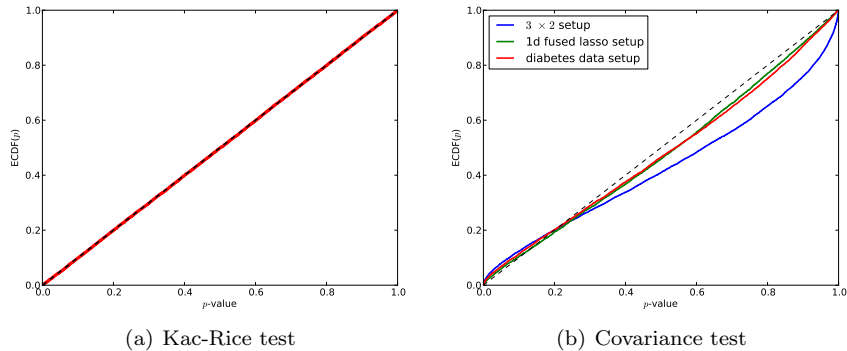 1.0
0.8
0.6
0.4
0.2
0.0
ECDF(p)
0.0 0.2 0.4 0.6 0.8 1.0
p-value
(a) Kac-Rice test
1.0
0.8
0.6
0.4
0.2
0.0
ECDF(p)
3 × 2 setup
1d fused lasso setup
diabetes data setup
0.0 0.2 0.4 0.6 0.8 1.0
p-value
(b) Covariance test